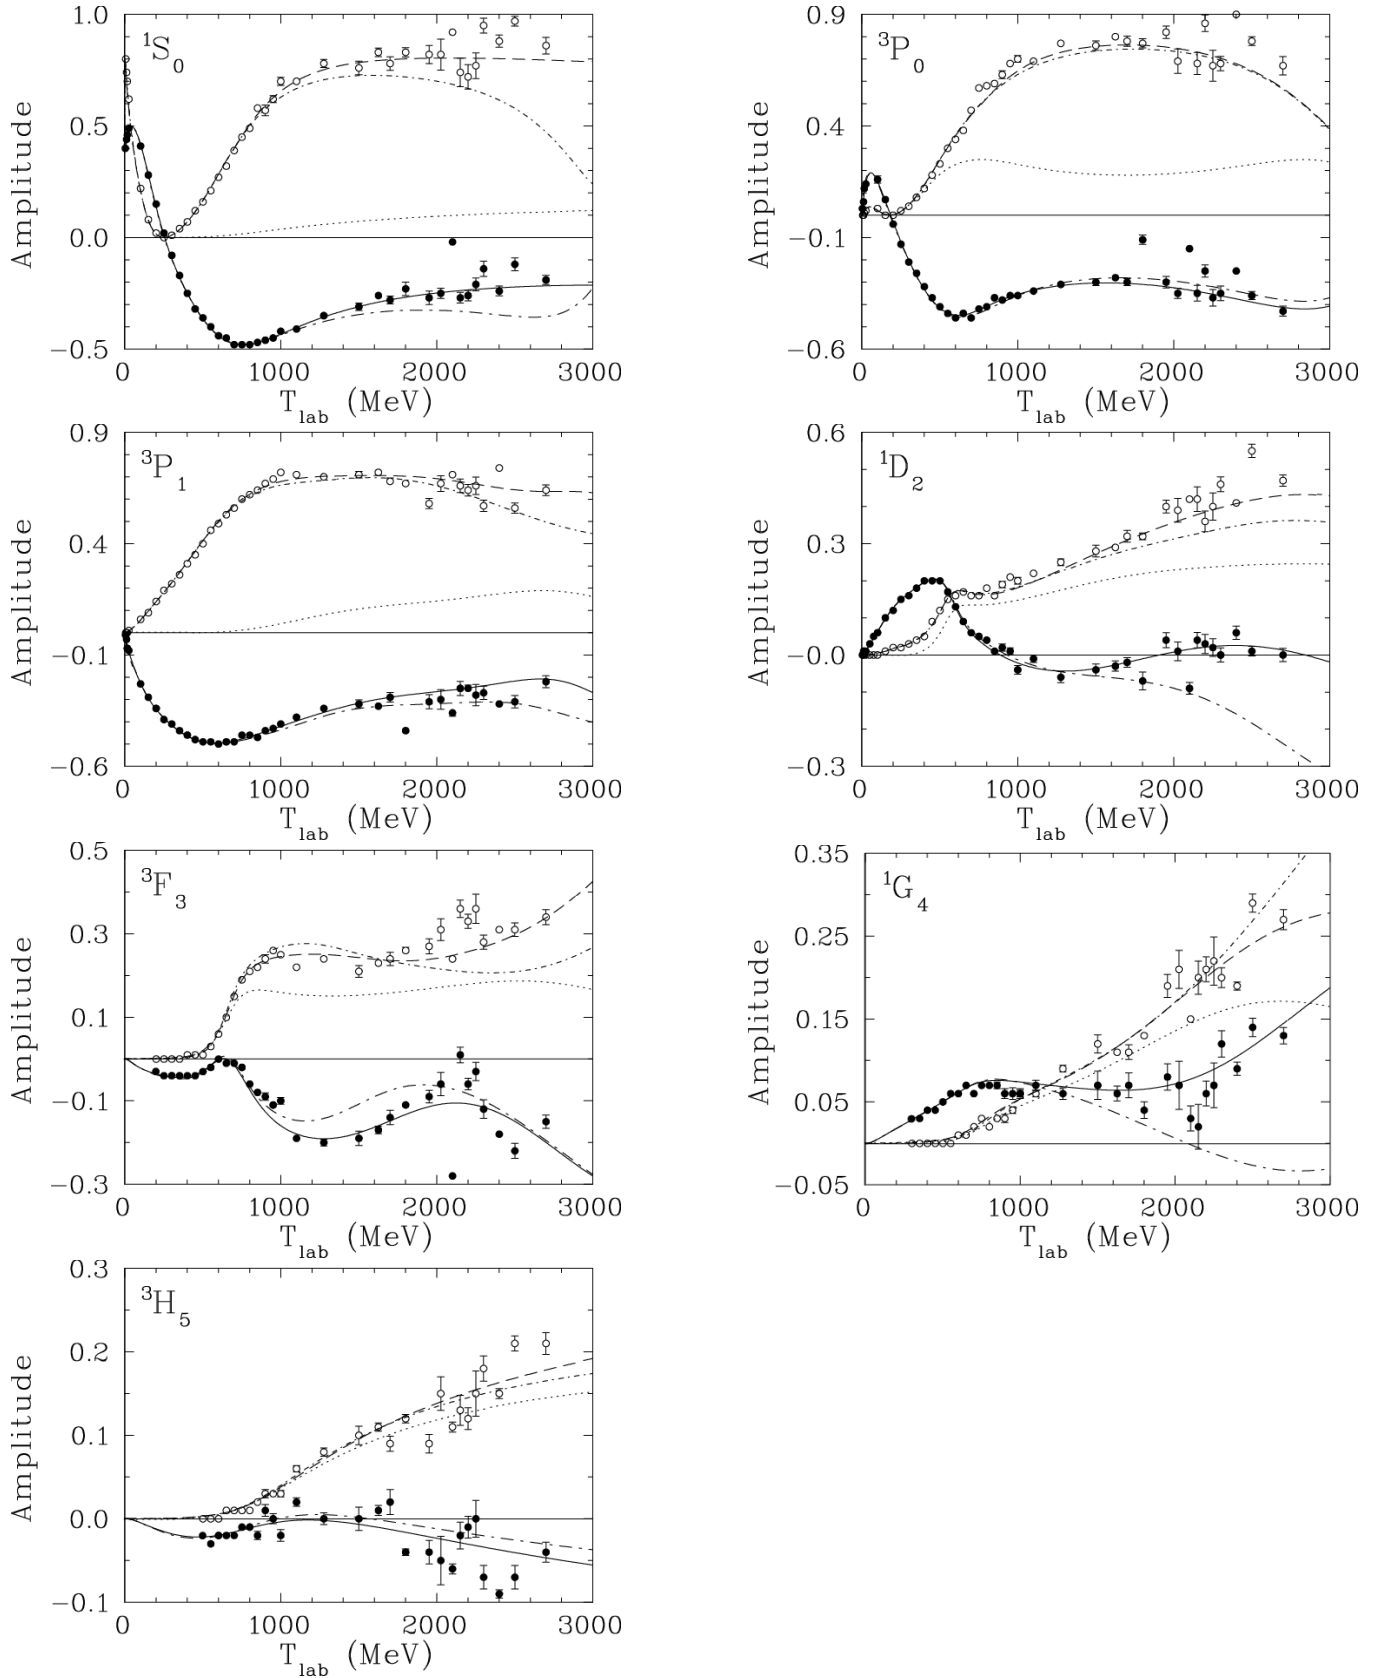 1.0
0.5
0.0
−0.5
Amplitude
¹S₀
0 1000 2000 3000
T_lab (MeV)
0.9
0.4
−0.1
−0.6
Amplitude
³P₀
0 1000 2000 3000
T_lab (MeV)
0.9
0.4
−0.1
−0.6
Amplitude
³P₁
0 1000 2000 3000
T_lab (MeV)
0.6
0.3
−0.0
−0.3
Amplitude
¹D₂
0 1000 2000 3000
T_lab (MeV)
0.5
0.3
0.1
−0.1
−0.3
Amplitude
³F₃
0 1000 2000 3000
T_lab (MeV)
0.35
0.25
0.15
0.05
−0.05
Amplitude
¹G₄
0 1000 2000 3000
T_lab (MeV)
0.3
0.2
0.1
0.0
−0.1
Amplitude
³H₅
0 1000 2000 3000
T_lab (MeV)